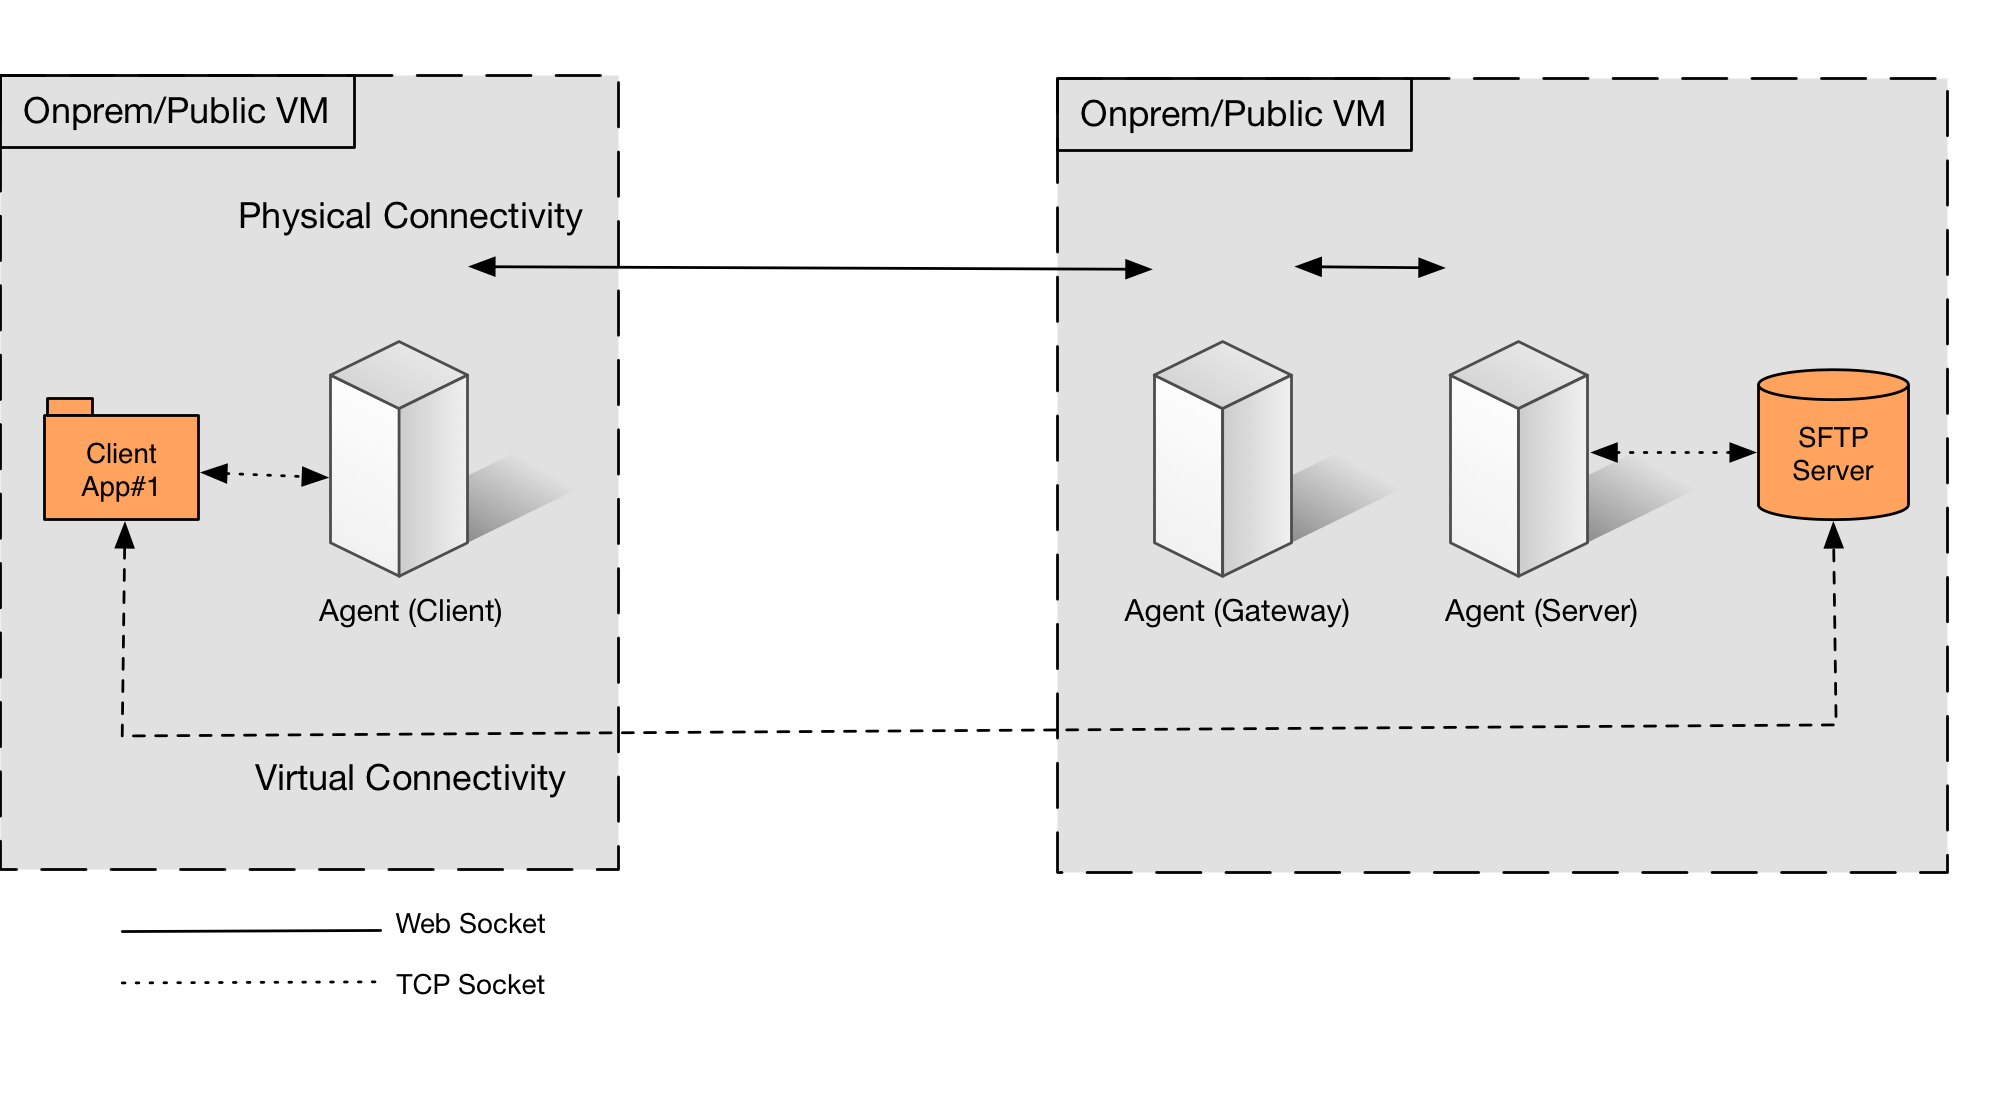 Onprem/Public VM
Onprem/Public VM
Physical Connectivity
Client
App#1
SFTP
Server
Agent (Client)
Agent (Gateway)
Agent (Server)
Virtual Connectivity
Web Socket
TCP Socket